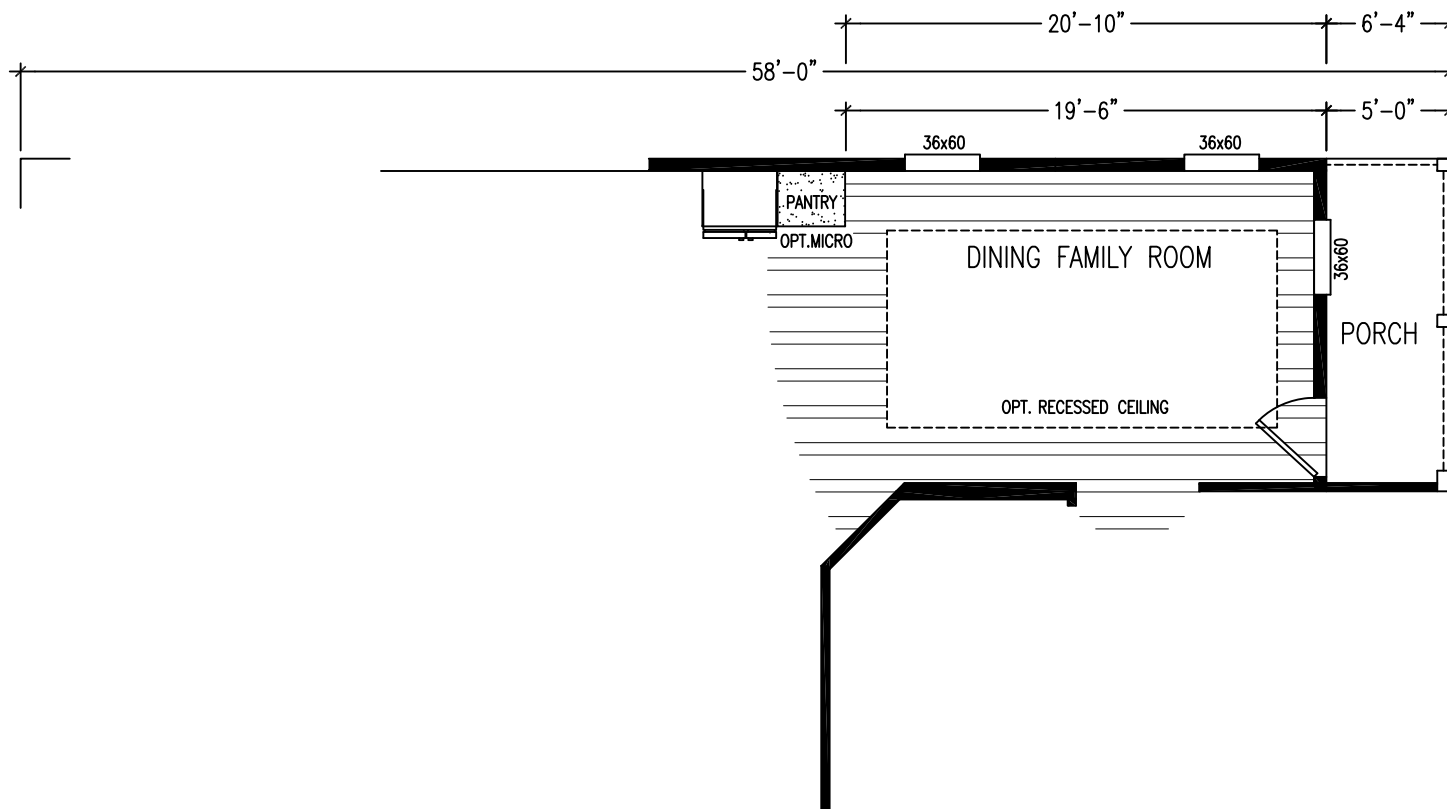 20'-10" 6'-4"
58'-0"
19'-6" 5'-0"
36x60 36x60
PANTRY
OPT.MICRO
DINING FAMILY ROOM
36x60
PORCH
OPT. RECESSED CEILING